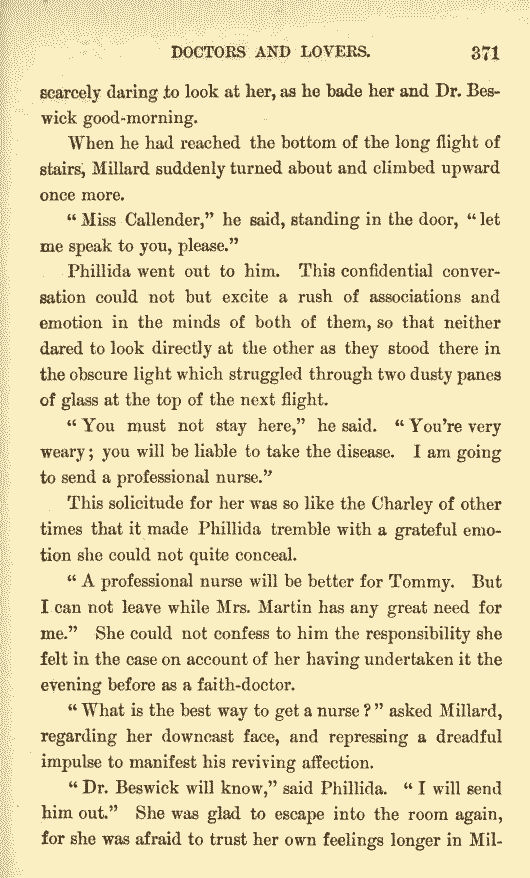 DOCTORS AND LOVERS. 371
scarcely daring to look at her, as he bade her and Dr. Bes-
wick good-morning.
When he had reached the bottom of the long flight of
stairs, Millard suddenly turned about and climbed upward
once more.
“Miss Callender,” he said, standing in the door, “let
me speak to you, please.”
Phillida went out to him. This confidential conver-
sation could not but excite a rush of associations and
emotion in the minds of both of them, so that neither
dared to look directly at the other as they stood there in
the obscure light which struggled through two dusty panes
of glass at the top of the next flight.
“You must not stay here,” he said. “You’re very
weary; you will be liable to take the disease. I am going
to send a professional nurse.”
This solicitude for her was so like the Charley of other
times that it made Phillida tremble with a grateful emo-
tion she could not quite conceal.
“A professional nurse will be better for Tommy. But
I can not leave while Mrs. Martin has any great need for
me.” She could not confess to him the responsibility she
felt in the case on account of her having undertaken it the
evening before as a faith-doctor.
“What is the best way to get a nurse?” asked Millard,
regarding her downcast face, and repressing a dreadful
impulse to manifest his reviving affection.
“Dr. Beswick will know,” said Phillida. “I will send
him out.” She was glad to escape into the room again,
for she was afraid to trust her own feelings longer in Mil-